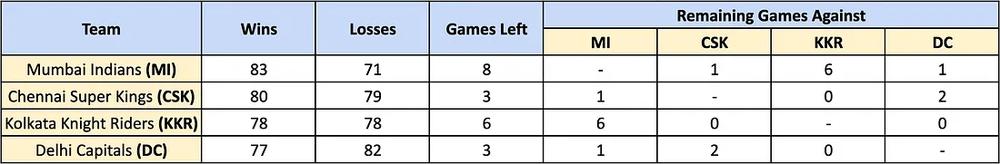 Team Wins Losses Games Left Remaining Games Against
MI CSK KKR DC
Mumbai Indians (MI) 83 71 8 - 1 6 1
Chennai Super Kings (CSK) 80 79 3 1 - 0 2
Kolkata Knight Riders (KKR) 78 78 6 6 0 - 0
Delhi Capitals (DC) 77 82 3 1 2 0 -